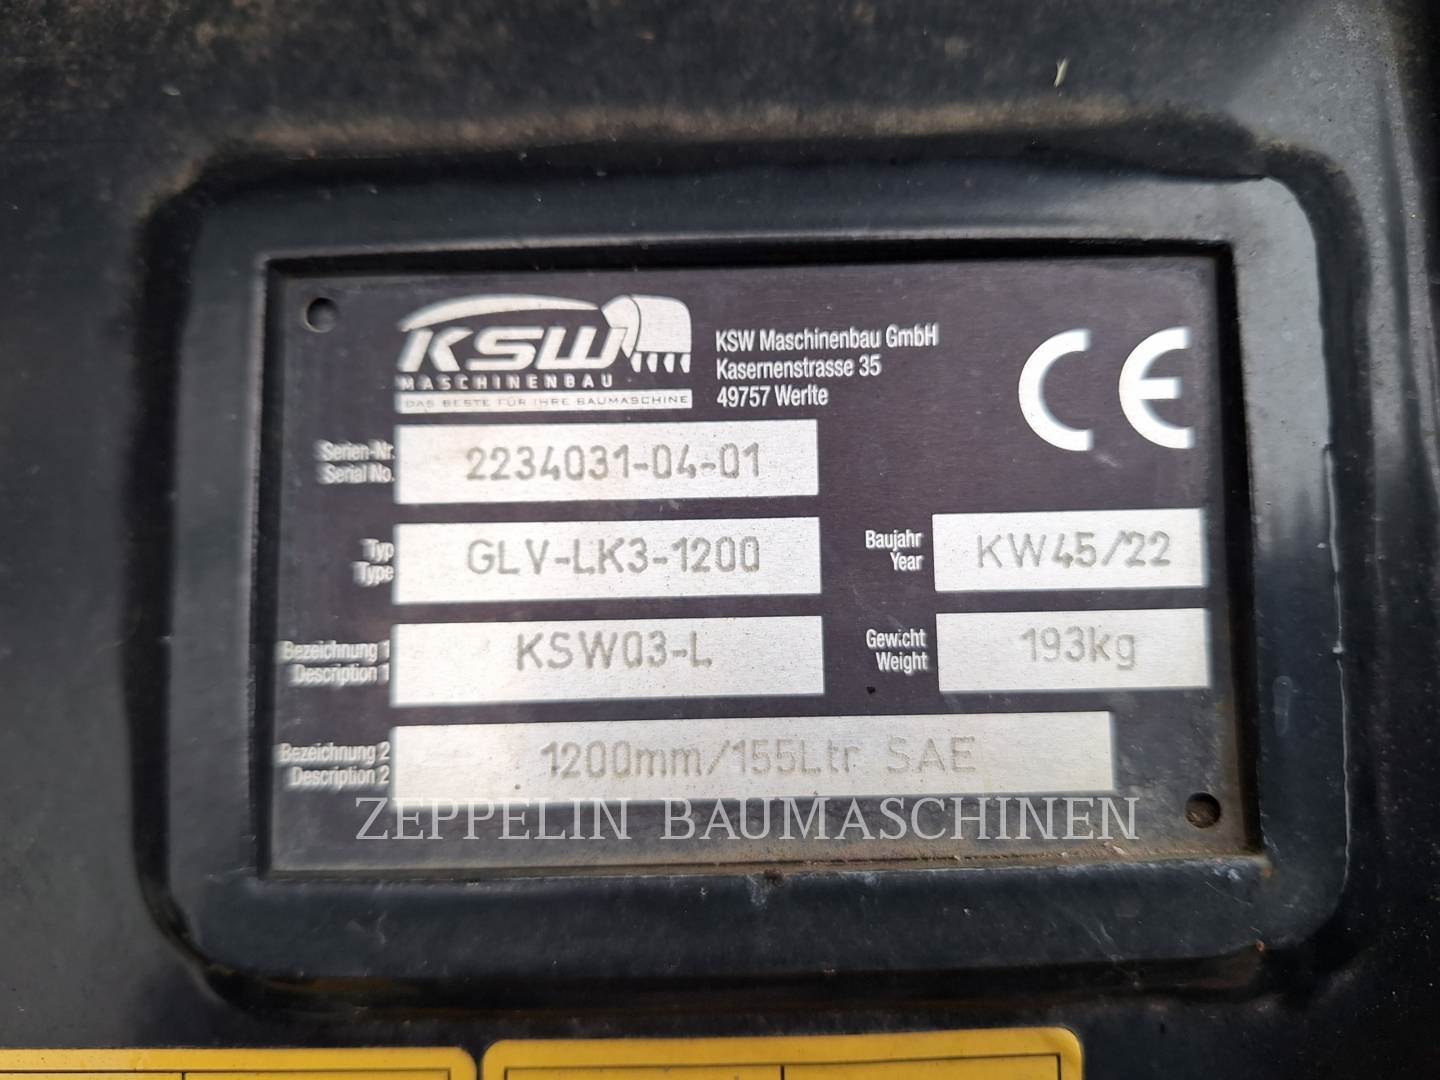 KSW
MASCHINENBAU
DAS BESTE FÜR IHRE BAUMASCHINE
KSW Maschinenbau GmbH
Kasernenstrasse 35
49757 Werlte
CE
Serien-Nr.
Serial No.
2234031-04-01
Typ
Type
GLV-LK3-1200
Baujahr
Year
KW45/22
Bezeichnung 1
Description 1
KSW03-L
Gewicht
Weight
193kg
Bezeichnung 2
Description 2
1200mm/155Ltr SAE
ZEPPELIN BAUMASCHINEN